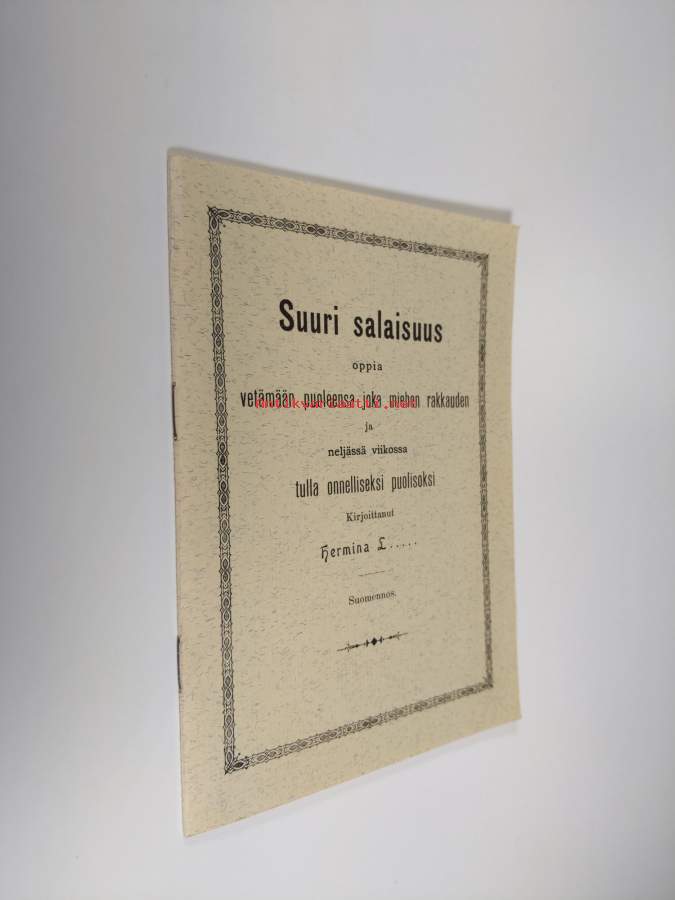 Suuri salaisuus
oppia
vetämään puoleensa joka miehen rakkauden
ja
neljässä viikossa
tulla onnelliseksi puolisoksi
Kirjoittanut
Hermina L.....
Suomennos.